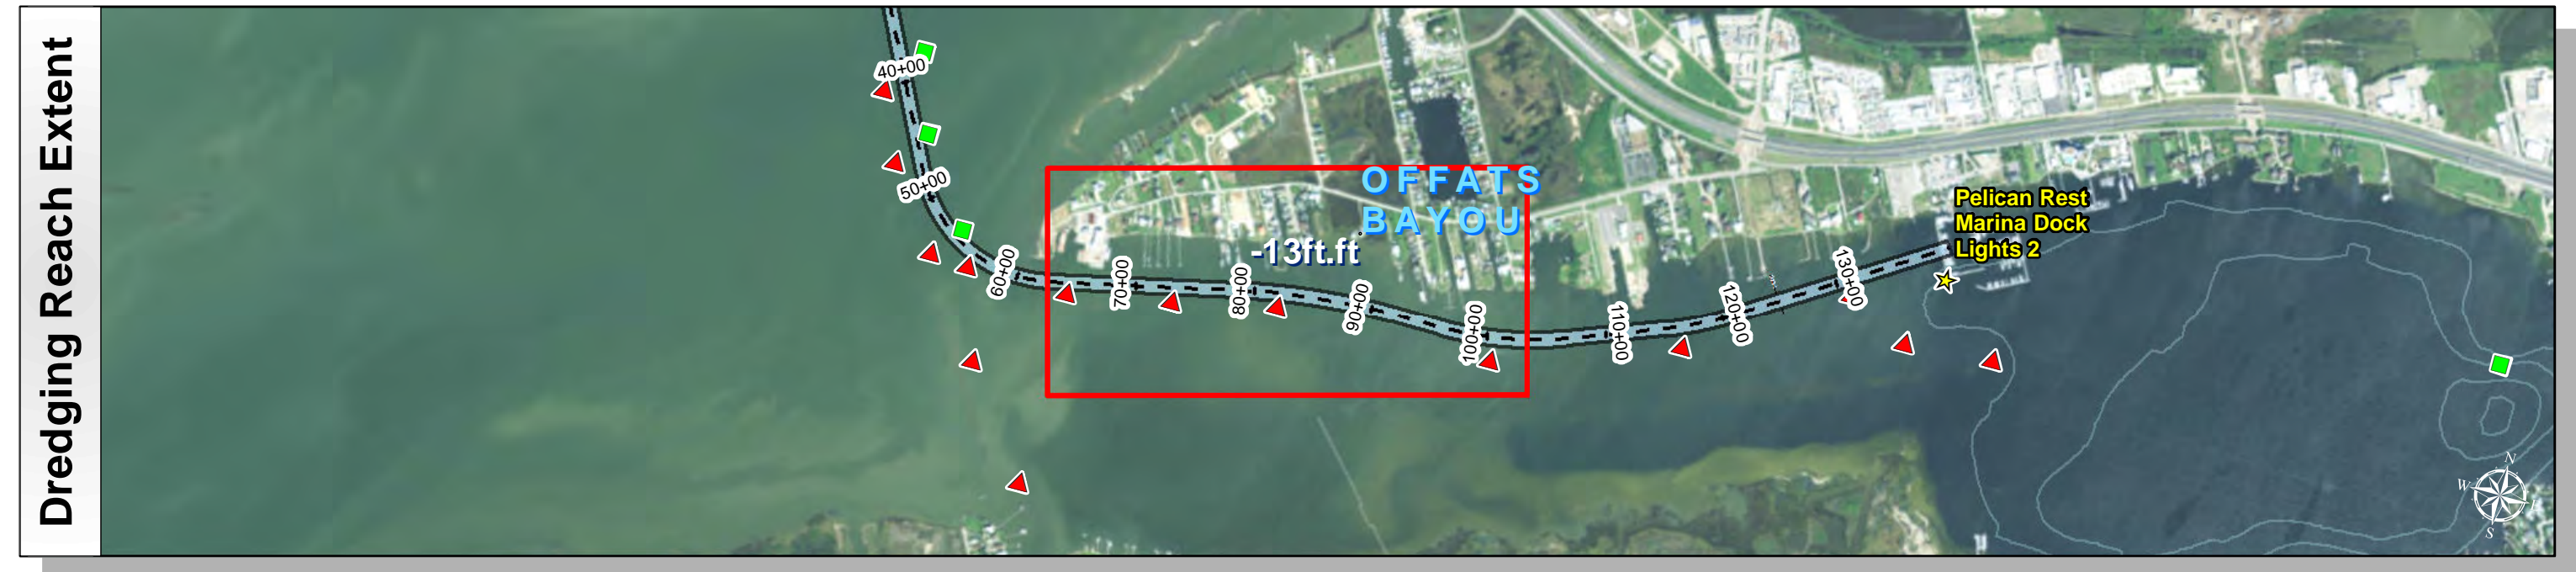 Dredging Reach Extent
40+00
50+00
60+00
70+00
80+00
90+00
100+00
110+00
120+00
130+00
OFFATS
BAYOU
-13ft.ft
Pelican Rest
Marina Dock
Lights 2
N
W
S